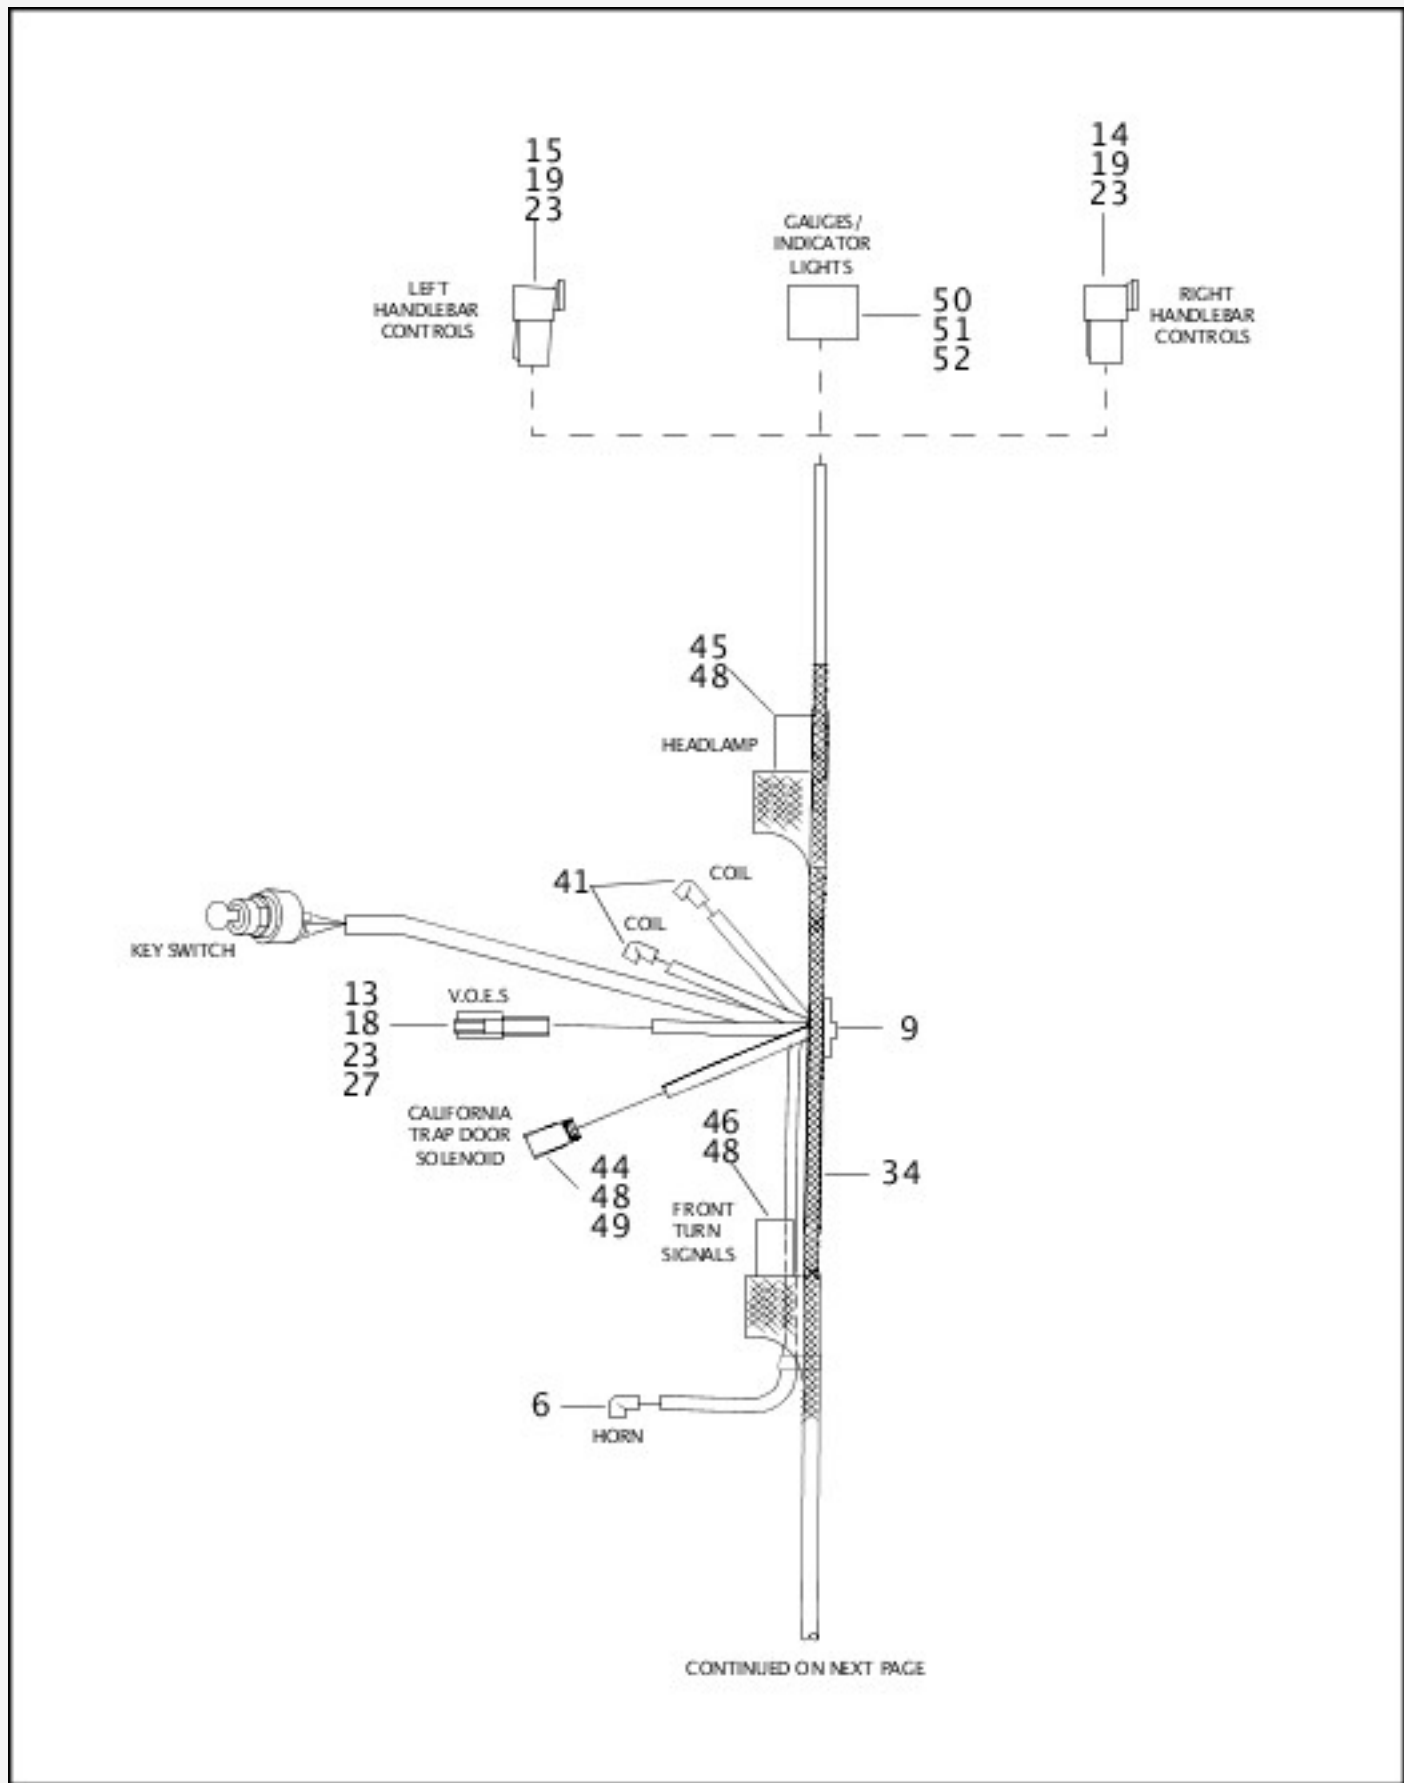 15
19
23
14
19
23
GAUGES/
INDICATOR
LIGHTS
LEFT
HANDLEBAR
CONTROLS
50
51
52
RIGHT
HANDLEBAR
CONTROLS
45
48
HEADLAMP
41
COIL
COIL
KEY SWITCH
13
18
23
27
V.O.E.S
9
CALIFORNIA
TRAP DOOR
SOLENOID
44
48
49
46
48
34
FRONT
TURN
SIGNALS
6
HORN
CONTINUED ON NEXT PAGE